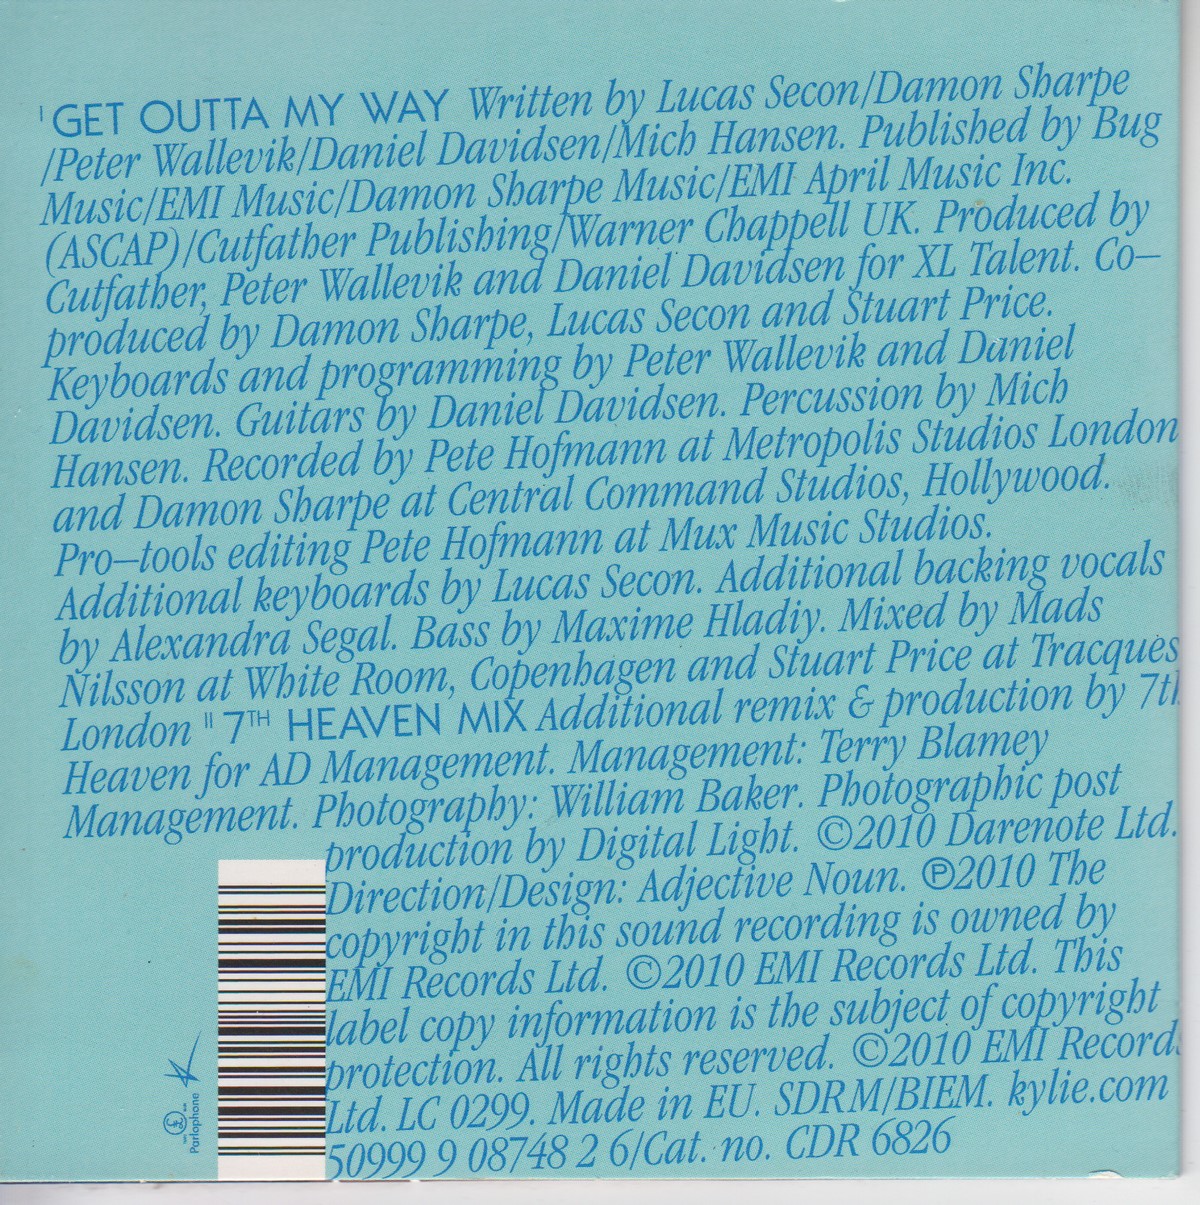 I GET OUTTA MY WAY Written by Lucas Secon/Damon Sharpe
/Peter Wallevik/Daniel Davidsen/Mich Hansen. Published by Bug
Music/EMI Music/Damon Sharpe Music/EMI April Music Inc.
(ASCAP)/Cutfather Publishing/Warner Chappell UK. Produced by
Cutfather, Peter Wallevik and Daniel Davidsen for XL Talent. Co–
produced by Damon Sharpe, Lucas Secon and Stuart Price.
Keyboards and programming by Peter Wallevik and Daniel
Davidsen. Guitars by Daniel Davidsen. Percussion by Mich
Hansen. Recorded by Pete Hofmann at Metropolis Studios London
and Damon Sharpe at Central Command Studios, Hollywood.
Pro–tools editing Pete Hofmann at Mux Music Studios.
Additional keyboards by Lucas Secon. Additional backing vocals
by Alexandra Segal. Bass by Maxime Hladiy. Mixed by Mads
Nilsson at White Room, Copenhagen and Stuart Price at Tracques
London II 7TH HEAVEN MIX Additional remix & production by 7th
Heaven for AD Management. Management: Terry Blamey
Management. Photography: William Baker. Photographic post
production by Digital Light. ©2010 Darenote Ltd.
Direction/Design: Adjective Noun. ℗2010 The
copyright in this sound recording is owned by
EMI Records Ltd. ©2010 EMI Records Ltd. This
label copy information is the subject of copyright
protection. All rights reserved. ©2010 EMI Records
Ltd. LC 0299. Made in EU. SDRM/BIEM. kylie.com
50999 9 08748 2 6/Cat. no. CDR 6826
K
£
Parlophone